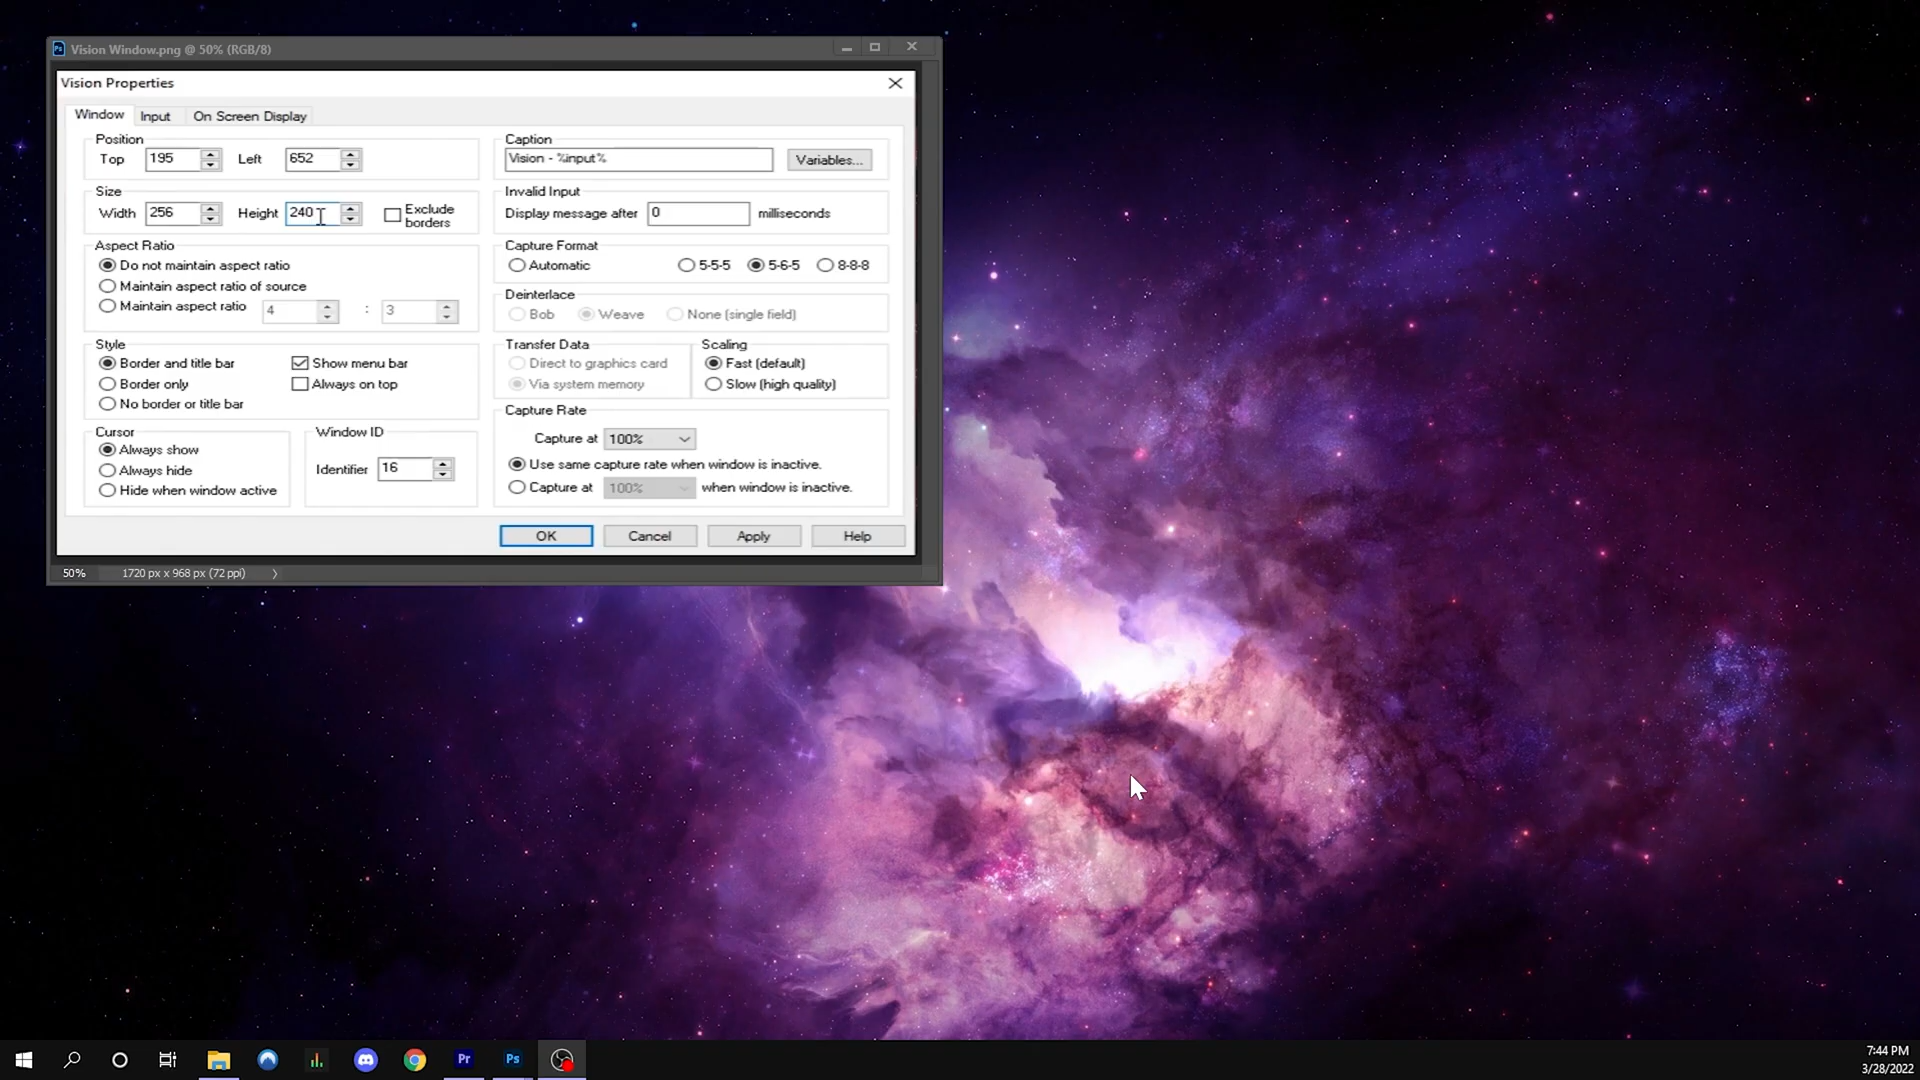 Vision Window.png @ 50% (RGB/8)
Vision Properties
Window Input On Screen Display
Position
Top 195 Left 652
Size
Width 256 Height 240 Exclude borders
Aspect Ratio
Do not maintain aspect ratio
Maintain aspect ratio of source
Maintain aspect ratio 4 : 3
Style
Border and title bar Show menu bar
Border only Always on top
No border or title bar
Cursor
Always show
Always hide
Hide when window active
Window ID
Identifier 16
Caption
Vision - %input% Variables...
Invalid Input
Display message after 0 milliseconds
Capture Format
Automatic 5-5-5 5-6-5 8-8-8
Deinterlace
Bob Weave None (single field)
Transfer Data
Direct to graphics card
Via system memory
Scaling
Fast (default)
Slow (high quality)
Capture Rate
Capture at 100%
Use same capture rate when window is inactive.
Capture at 100% when window is inactive.
OK Cancel Apply Help
50% 1720 px x 968 px (72 ppi)
Pr Ps
7:44 PM
3/28/2022